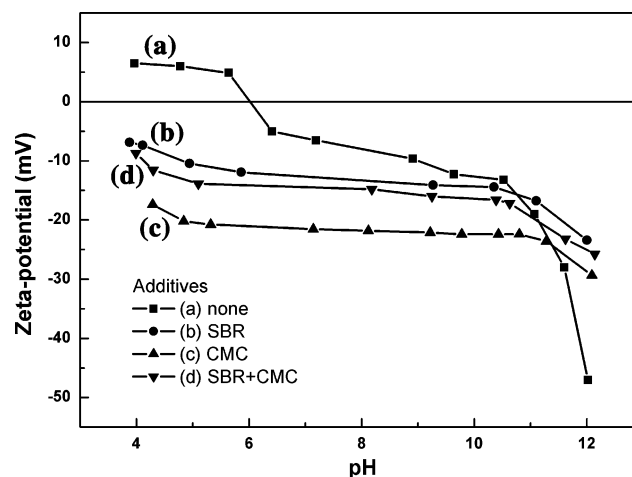 10
0
-10
-20
-30
-40
-50
Zeta-potential (mV)
(a)
(b)
(d)
(c)
Additives
(a) none
(b) SBR
(c) CMC
(d) SBR+CMC
4 6 8 10 12
pH